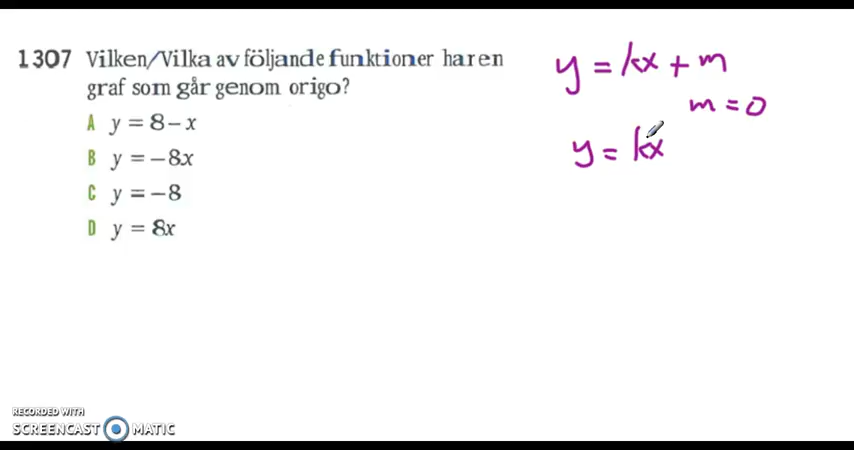 1307 Vilken/Vilka av följande funktioner har en
graf som går genom origo?
A y = 8 – x
B y = –8x
C y = –8
D y = 8x
y = kx + m
m = 0
y = kx
RECORDED WITH
SCREENCAST MATIC